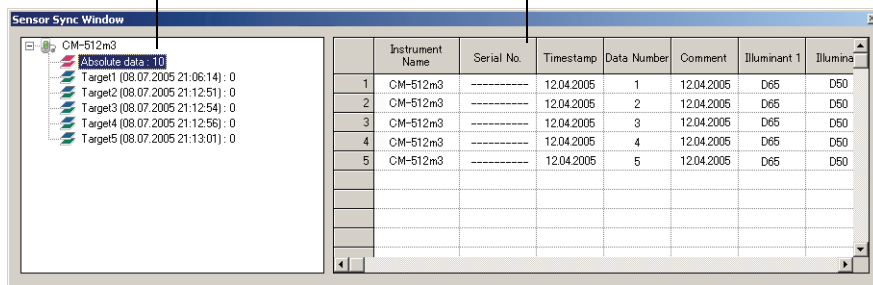 Sensor Sync Window
CM-512m3
Absolute data : 10
Target1 (08.07.2005 21:06:14) : 0
Target2 (08.07.2005 21:12:51) : 0
Target3 (08.07.2005 21:12:54) : 0
Target4 (08.07.2005 21:12:56) : 0
Target5 (08.07.2005 21:13:01) : 0
Instrument Name Serial No. Timestamp Data Number Comment Illuminant 1 Illumina
1 CM-512m3 ---------- 12.04.2005 1 12.04.2005 D65 D50
2 CM-512m3 ---------- 12.04.2005 2 12.04.2005 D65 D50
3 CM-512m3 ---------- 12.04.2005 3 12.04.2005 D65 D50
4 CM-512m3 ---------- 12.04.2005 4 12.04.2005 D65 D50
5 CM-512m3 ---------- 12.04.2005 5 12.04.2005 D65 D50